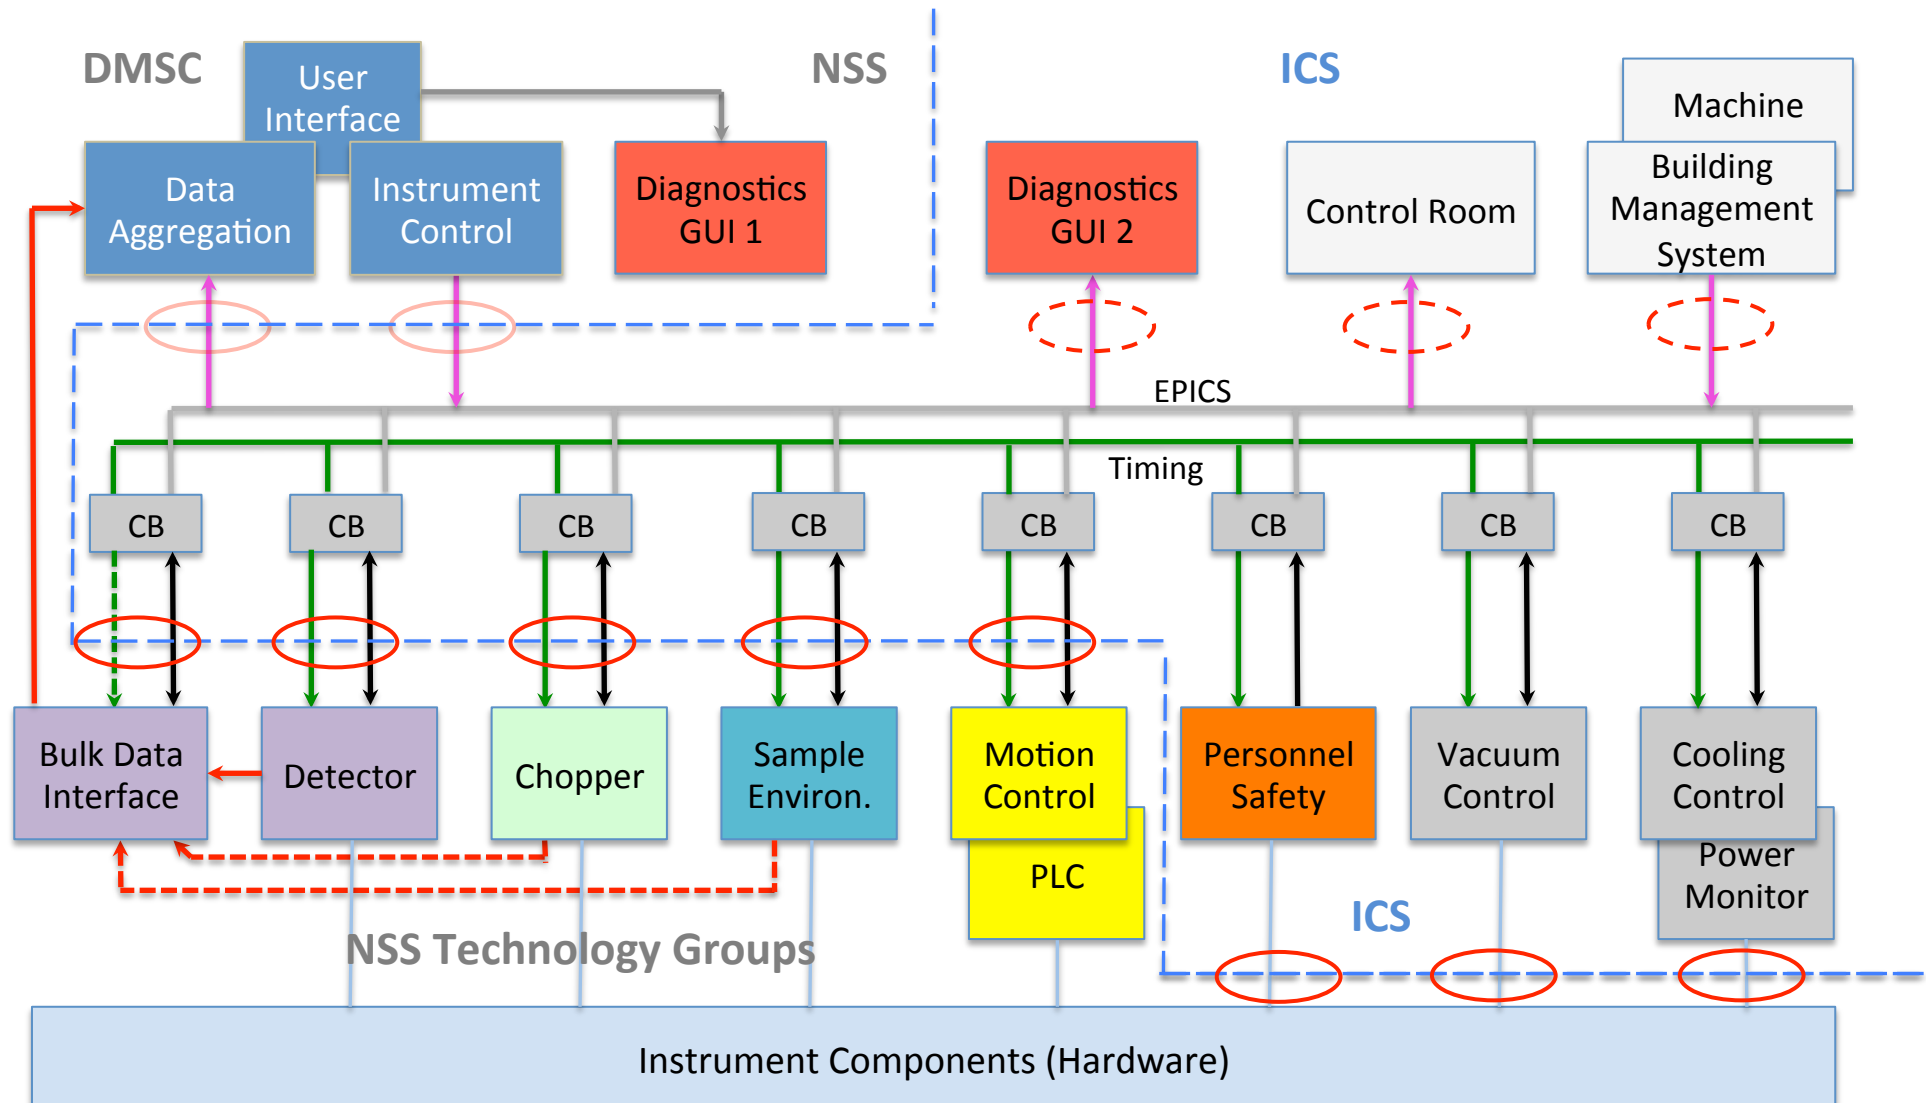 DMSC
User
Interface
NSS
ICS
Machine
Data
Aggregation
Instrument
Control
Diagnostics
GUI 1
Diagnostics
GUI 2
Control Room
Building
Management
System
EPICS
Timing
CB
CB
CB
CB
CB
CB
CB
CB
Bulk Data
Interface
Detector
Chopper
Sample
Environ.
Motion
Control
PLC
Personnel
Safety
Vacuum
Control
Cooling
Control
Power
Monitor
ICS
NSS Technology Groups
Instrument Components (Hardware)